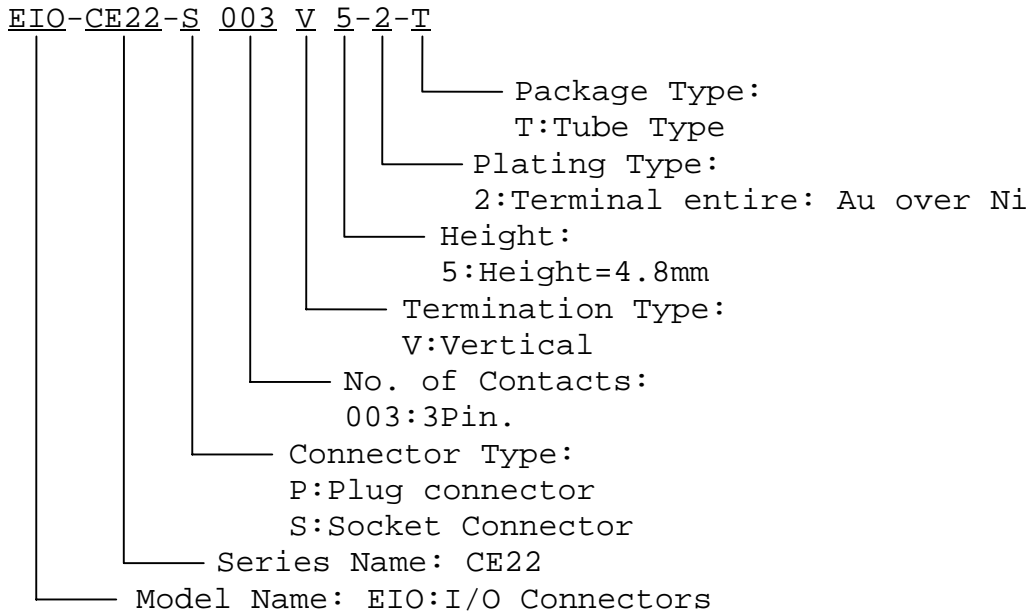 EIO-CE22-S 003 V 5-2-T
Package Type:
T:Tube Type
Plating Type:
2:Terminal entire: Au over Ni
Height:
5:Height=4.8mm
Termination Type:
V:Vertical
No. of Contacts:
003:3Pin.
Connector Type:
P:Plug connector
S:Socket Connector
Series Name: CE22
Model Name: EIO:I/O Connectors